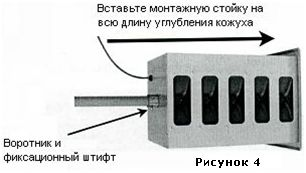 Вставьте монтажную стойку на
всю длину углубления кожуха
Воротник и
фиксационный штифт
Рисунок 4